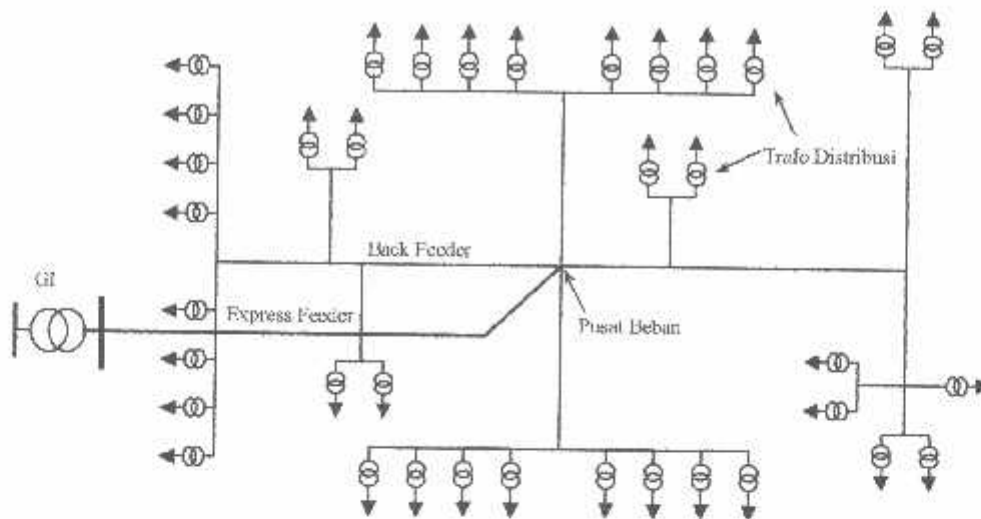 Trafo Distribusi
Back Feeder
GI
Express Feeder
Pusat Beban